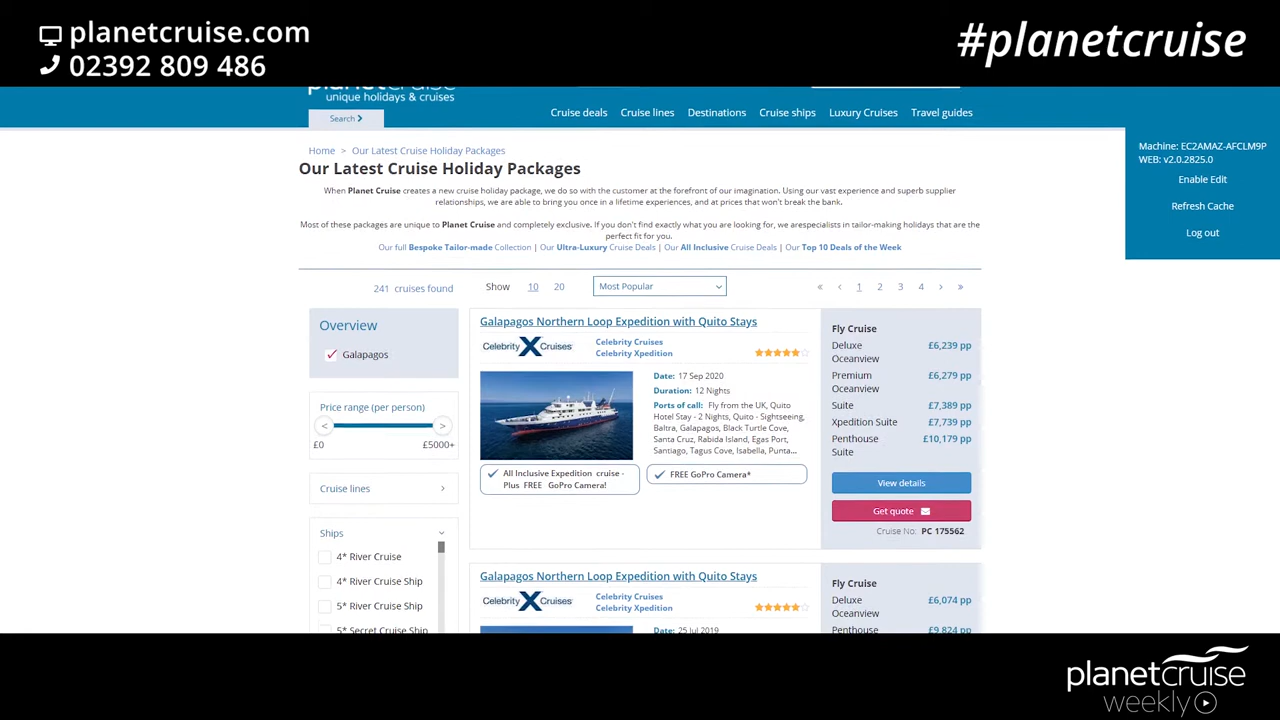 planetcruise.com
02392 809 486
#planetcruise
planetcruise
unique holidays & cruises
Search
Cruise deals
Cruise lines
Destinations
Cruise ships
Luxury Cruises
Travel guides
Machine: EC2AMAZ-AFCLM9P
WEB: v2.0.2825.0
Enable Edit
Refresh Cache
Log out
Home > Our Latest Cruise Holiday Packages
Our Latest Cruise Holiday Packages
When Planet Cruise creates a new cruise holiday package, we do so with the customer at the forefront of our imagination. Using our vast experience and superb supplier
relationships, we are able to bring you once in a lifetime experiences, and at prices that won't break the bank.
Most of these packages are unique to Planet Cruise and completely exclusive. If you don't find exactly what you are looking for, we arespecialists in tailor-making holidays that are the
perfect fit for you.
Our full Bespoke Tailor-made Collection | Our Ultra-Luxury Cruise Deals | Our All Inclusive Cruise Deals | Our Top 10 Deals of the Week
241 cruises found
Show 10 20
Most Popular
« ‹ 1 2 3 4 › »
Overview
Galapagos
Price range (per person)
< >
£0 £5000+
Cruise lines
Ships
4* River Cruise
4* River Cruise Ship
5* River Cruise Ship
5* Secret Cruise Ship
Galapagos Northern Loop Expedition with Quito Stays
Celebrity X Cruises
Celebrity Cruises
Celebrity Xpedition
Date: 17 Sep 2020
Duration: 12 Nights
Ports of call: Fly from the UK, Quito
Hotel Stay - 2 Nights, Quito - Sightseeing,
Baltra, Galapagos, Black Turtle Cove,
Santa Cruz, Rabida Island, Egas Port,
Santiago, Tagus Cove, Isabella, Punta...
All Inclusive Expedition cruise -
Plus FREE GoPro Camera!
FREE GoPro Camera*
Fly Cruise
Deluxe
Oceanview
£6,239 pp
Premium
Oceanview
£6,279 pp
Suite £7,389 pp
Xpedition Suite £7,739 pp
Penthouse
Suite
£10,179 pp
View details
Get quote
Cruise No: PC 175562
Galapagos Northern Loop Expedition with Quito Stays
Celebrity X Cruises
Celebrity Cruises
Celebrity Xpedition
Date: 25 Jul 2019
Fly Cruise
Deluxe
Oceanview
£6,074 pp
Penthouse £9,824 pp
planetcruise
weekly